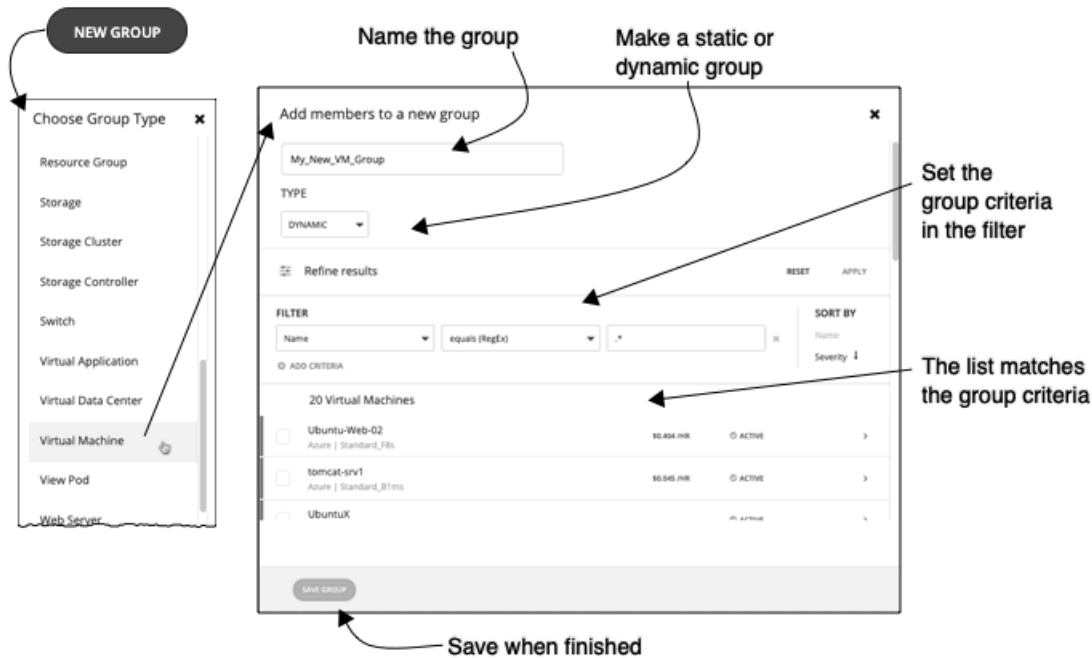 NEW GROUP
Name the group
Make a static or
dynamic group
Choose Group Type
Resource Group
Storage
Storage Cluster
Storage Controller
Switch
Virtual Application
Virtual Data Center
Virtual Machine
View Pod
Web Server
Add members to a new group
My_New_VM_Group
TYPE
DYNAMIC
Set the
group criteria
in the filter
Refine results
RESET
APPLY
FILTER
SORT BY
Name
equals (RegEx)
.*
Name
ADD CRITERIA
Severity
The list matches
the group criteria
20 Virtual Machines
Ubuntu-Web-02
Azure | Standard_F8s
$0.404 /HR
ACTIVE
tomcat-srv1
Azure | Standard_B1ms
$0.045 /HR
ACTIVE
UbuntuX
ACTIVE
SAVE GROUP
Save when finished